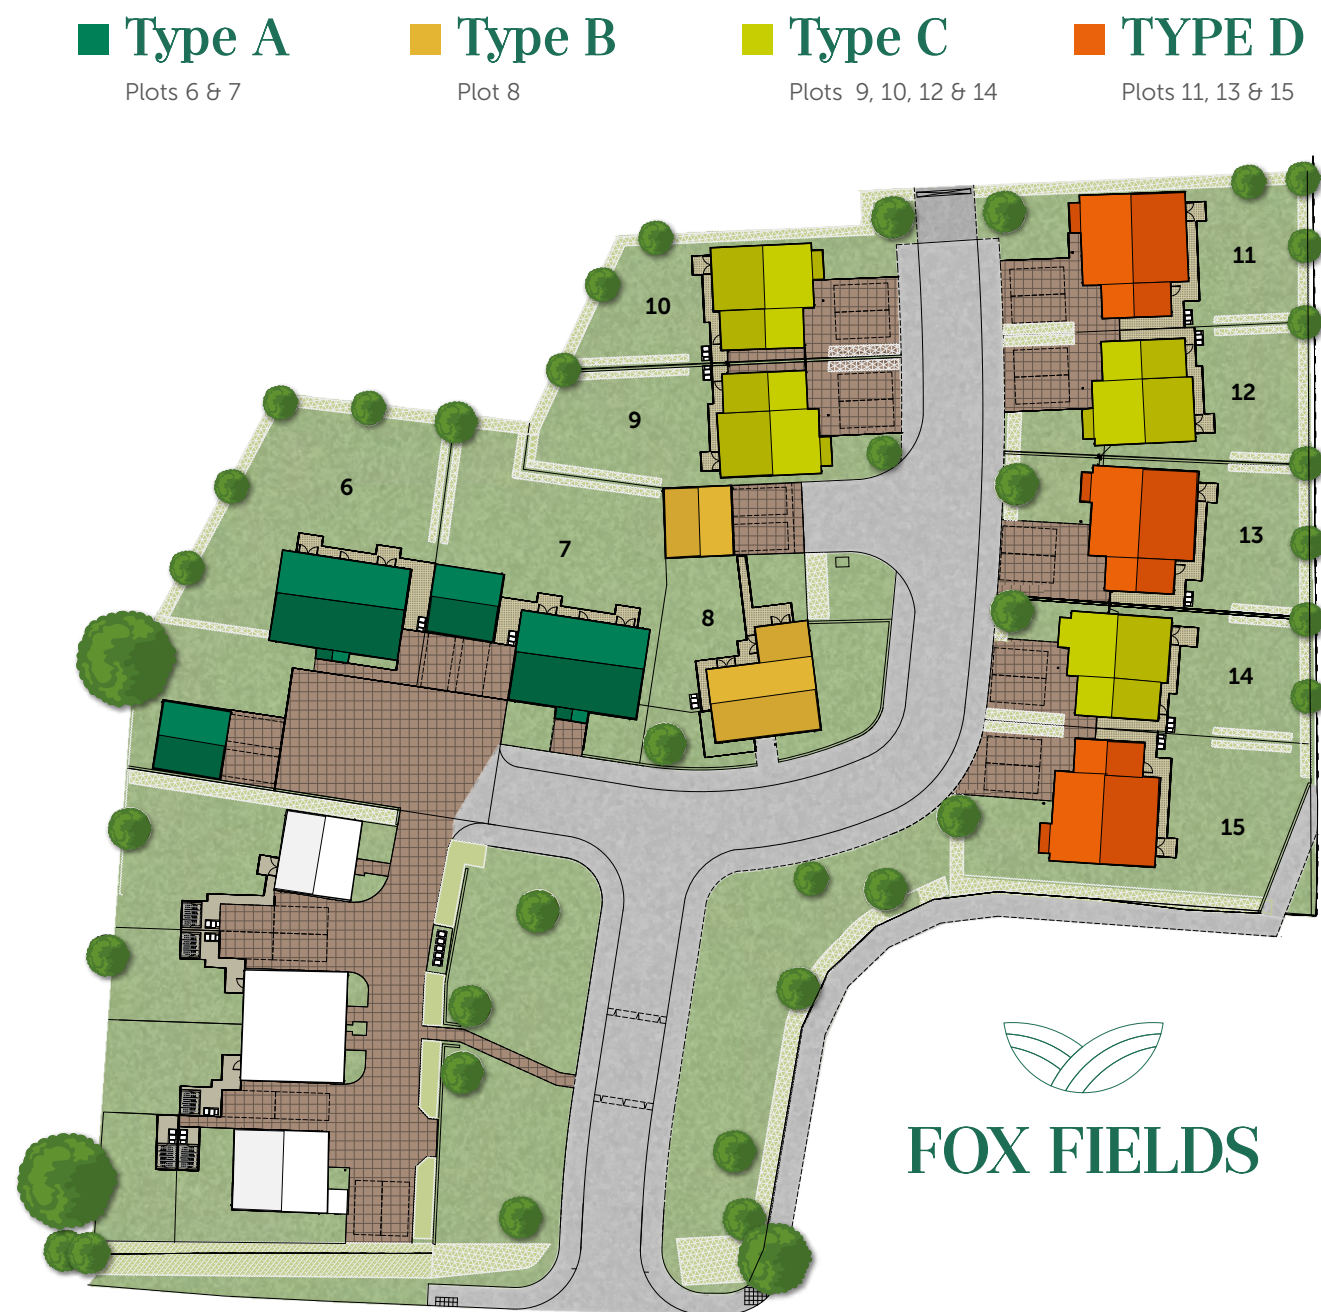 Type A
Plots 6 & 7
Type B
Plot 8
Type C
Plots 9, 10, 12 & 14
TYPE D
Plots 11, 13 & 15
11
10
12
9
6
13
7
8
14
15
FOX FIELDS